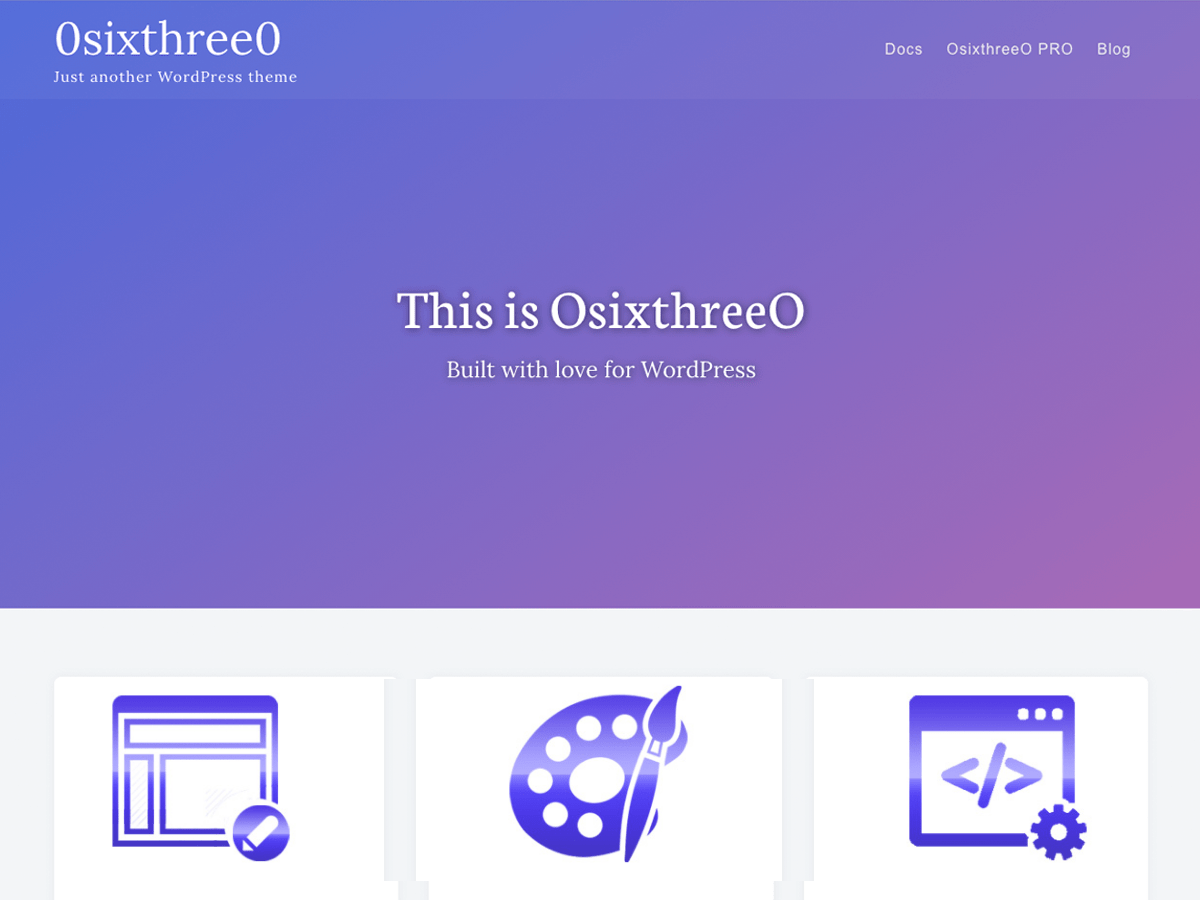 0sixthree0
Just another WordPress theme
Docs OsixthreeO PRO Blog
This is OsixthreeO
Built with love for WordPress